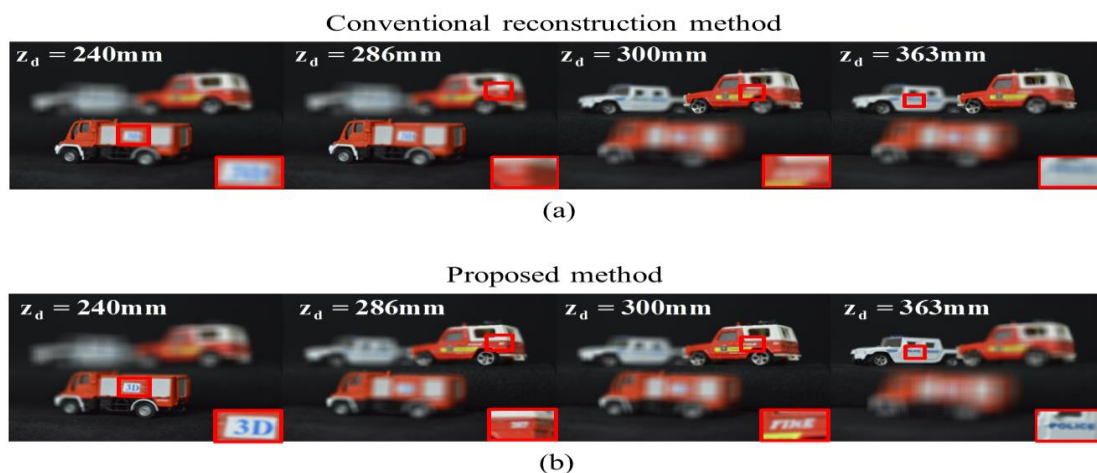 Conventional reconstruction method
z_d = 240mm z_d = 286mm z_d = 300mm z_d = 363mm
(a)
Proposed method
z_d = 240mm z_d = 286mm z_d = 300mm z_d = 363mm
3D FIRE POLICE
(b)